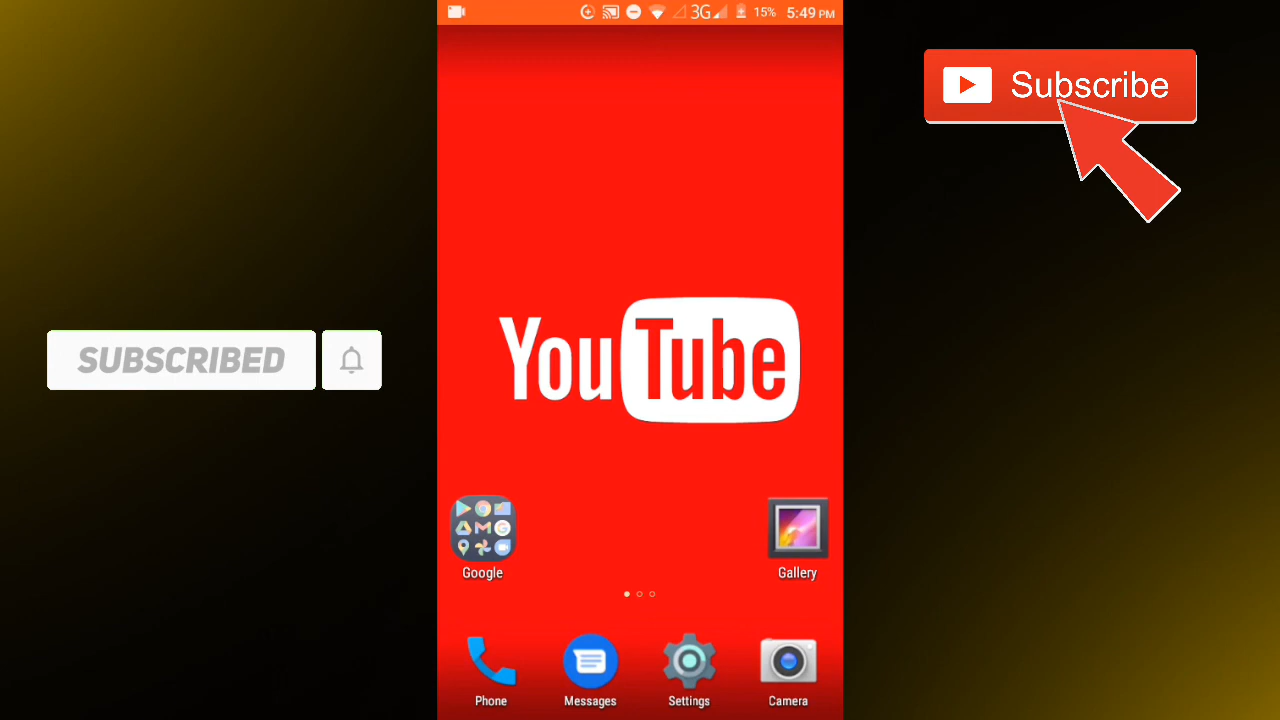 3G 15% 5:49 PM
Subscribe
SUBSCRIBED
YouTube
Google
Gallery
Phone
Messages
Settings
Camera